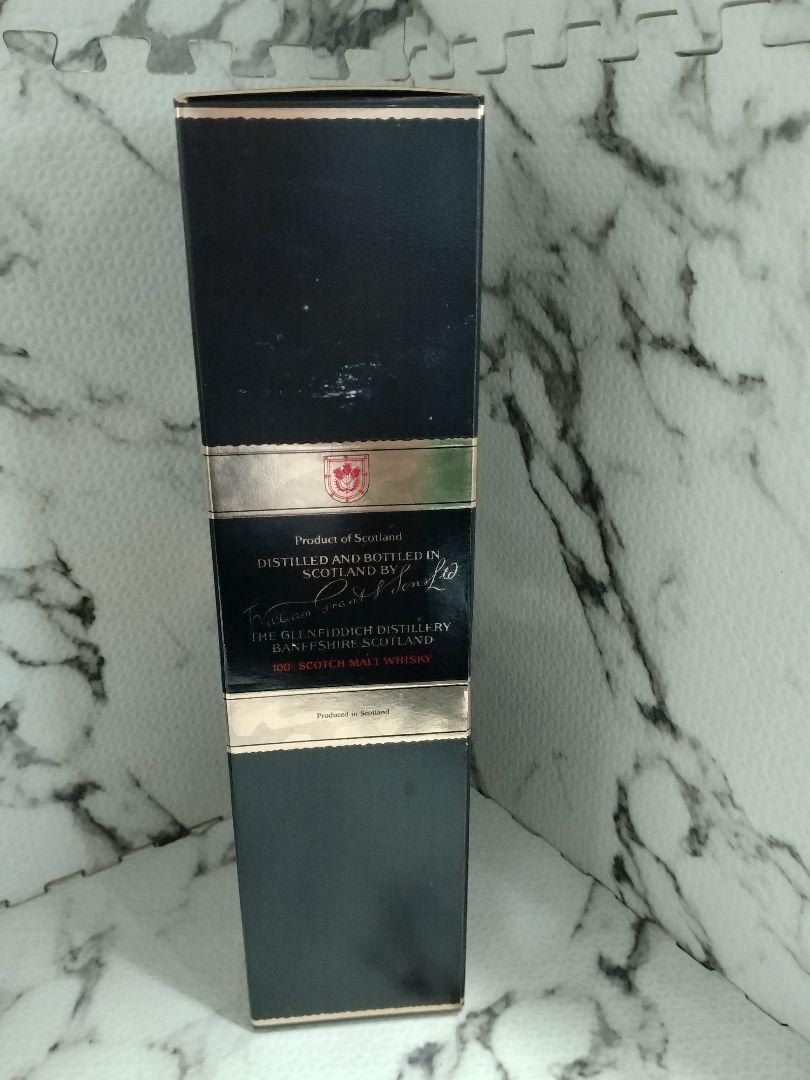 Product of Scotland
DISTILLED AND BOTTLED IN
SCOTLAND BY
William Grant & Sons Ltd
THE GLENFIDDICH DISTILLERY
BANFFSHIRE SCOTLAND
100% SCOTCH MALT WHISKY
Produced in Scotland